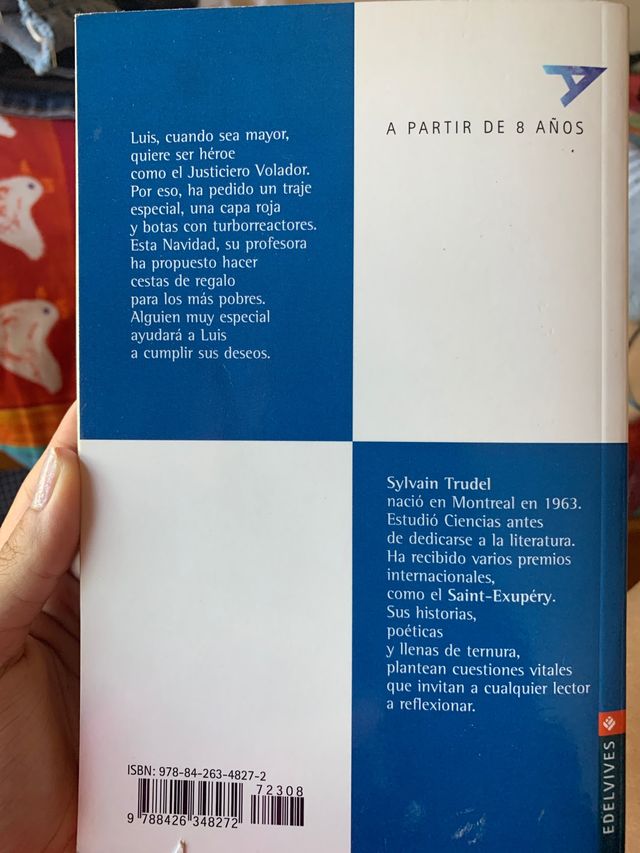 Luis, cuando sea mayor,
quiere ser héroe
como el Justiciero Volador.
Por eso, ha pedido un traje
especial, una capa roja
y botas con turborreactores.
Esta Navidad, su profesora
ha propuesto hacer
cestas de regalo
para los más pobres.
Alguien muy especial
ayudará a Luis
a cumplir sus deseos.
A PARTIR DE 8 AÑOS
Sylvain Trudel
nació en Montreal en 1963.
Estudió Ciencias antes
de dedicarse a la literatura.
Ha recibido varios premios
internacionales,
como el Saint-Exupéry.
Sus historias,
poéticas
y llenas de ternura,
plantean cuestiones vitales
que invitan a cualquier lector
a reflexionar.
ISBN: 978-84-263-4827-2
72308
9 788426 348272
EDELVIVES